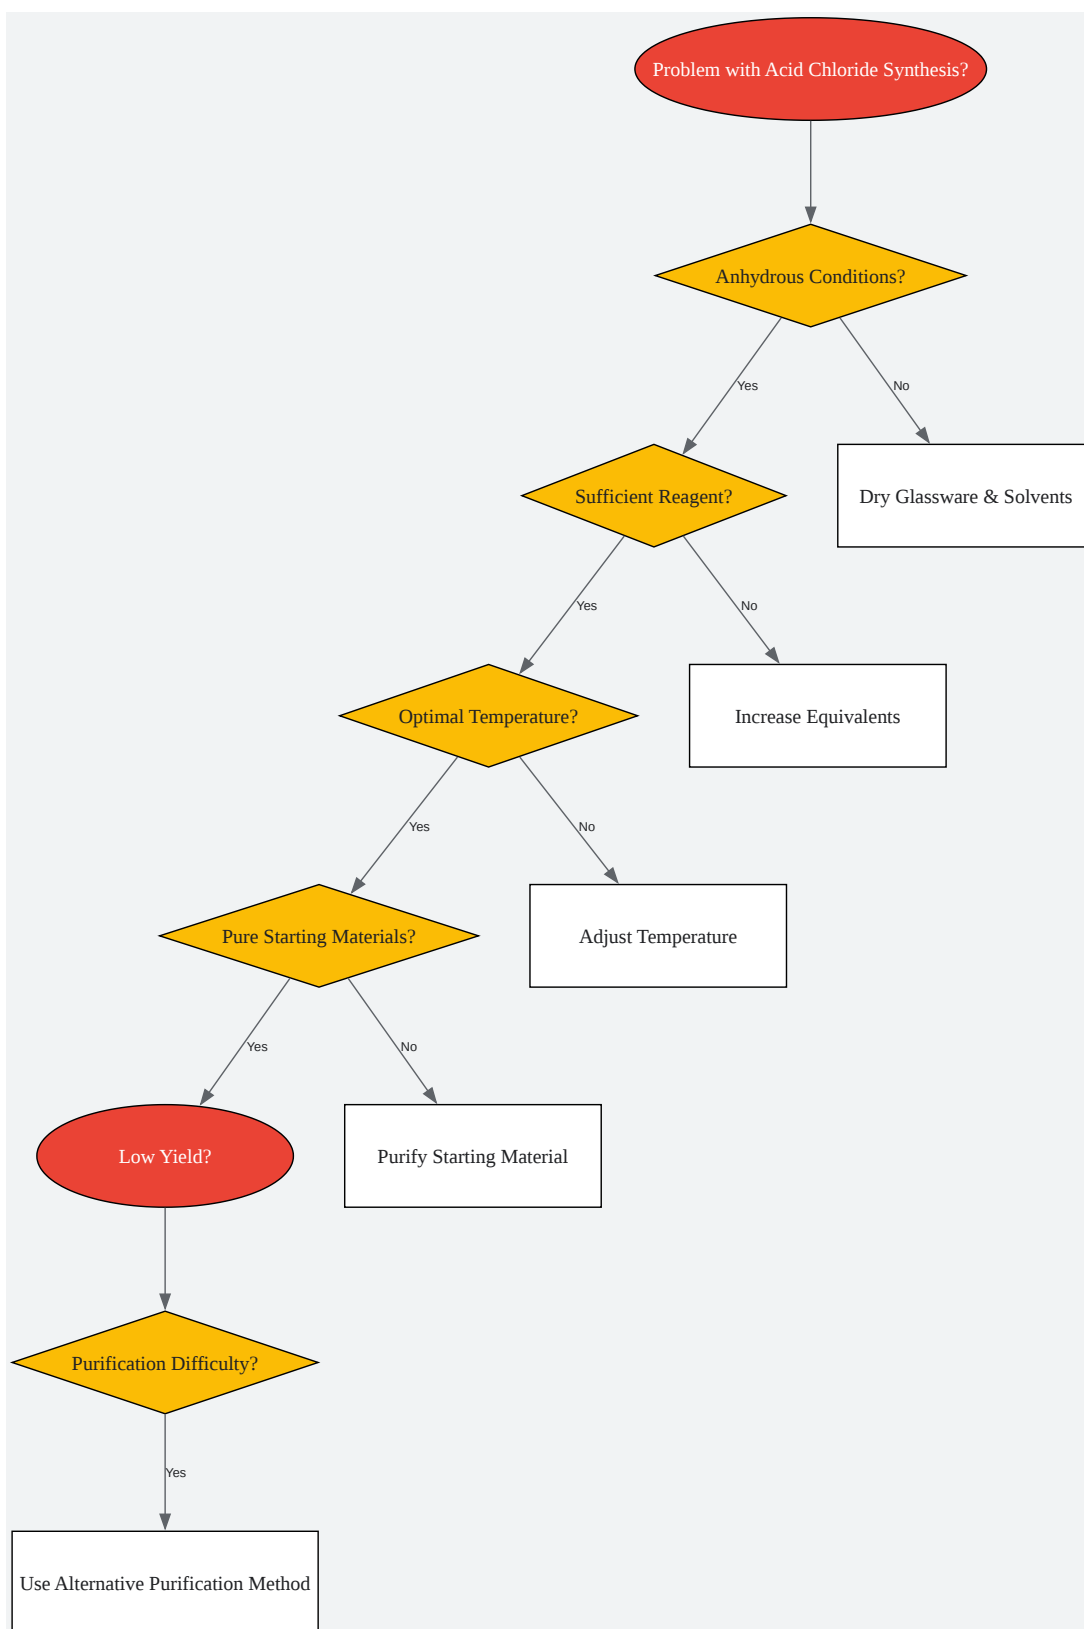 Problem with Acid Chloride Synthesis?
Anhydrous Conditions?
Yes
No
Sufficient Reagent?
Dry Glassware & Solvents
Yes
No
Optimal Temperature?
Increase Equivalents
Yes
No
Pure Starting Materials?
Adjust Temperature
Yes
No
Low Yield?
Purify Starting Material
Purification Difficulty?
Yes
Use Alternative Purification Method